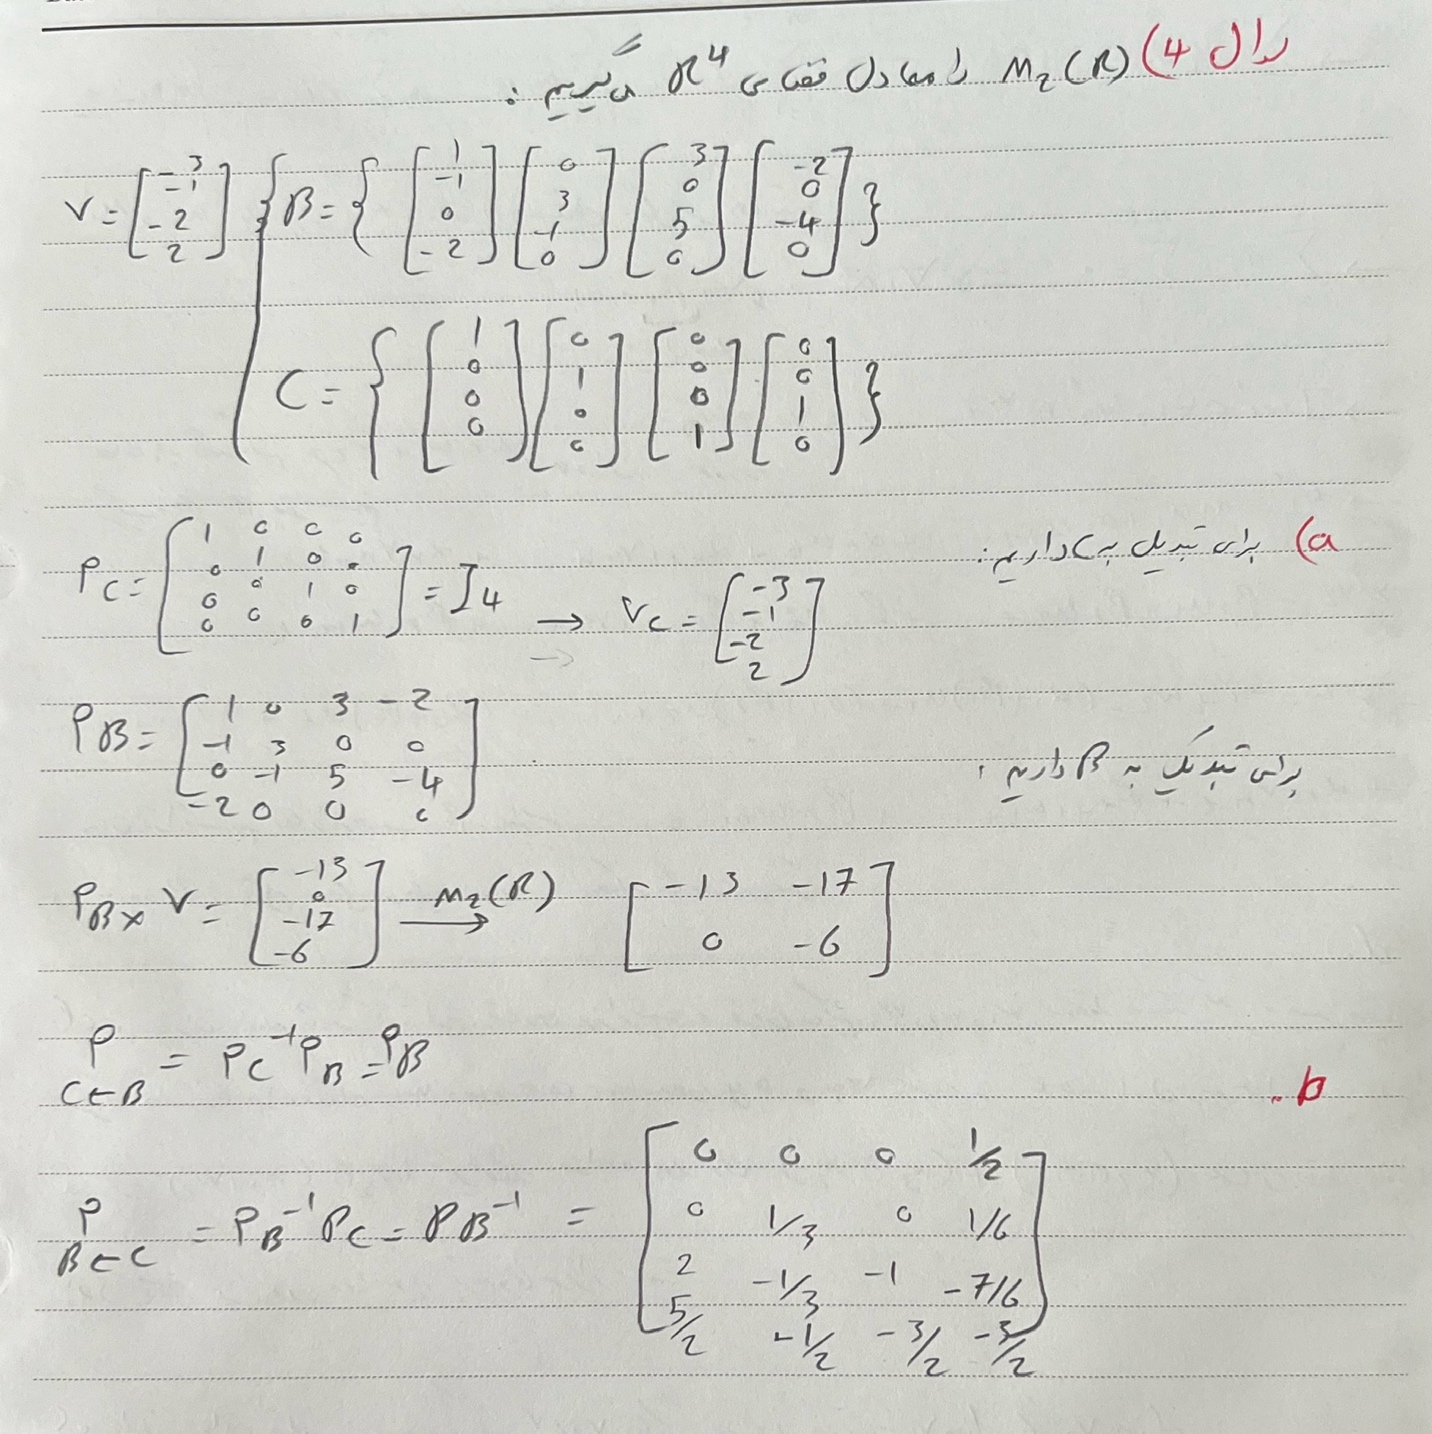 سوال 4) M₂(R) را معادل فضای R⁴ میگیریم :
V = [-3 -1 -2 2] { B = { [1 -1 0 -2] [0 3 -1 0] [3 0 5 0] [-2 0 -4 0] }
C = { [1 0 0 0] [0 1 0 0] [0 0 0 1] [0 0 1 0] }
a) برای تبدیل به C داریم :
P_C = [1 0 0 0
0 1 0 0
0 0 1 0
0 0 0 1] = I₄ → V_C = [-3 -1 -2 2]
برای تبدیل به B داریم :
P_B = [1 0 3 -2
-1 3 0 0
0 -1 5 -4
-2 0 0 0]
P_B × V = [-13 0 -17 -6] M₂(R) → [-13 -17
0 -6]
b.
P_{C←B} = P_C⁻¹ P_B = P_B
P_{B←C} = P_B⁻¹ P_C = P_B⁻¹ = [0 0 0 1/2
0 1/3 0 1/6
2 -1/3 -1 -7/6
5/2 -1/2 -3/2 -3/2]